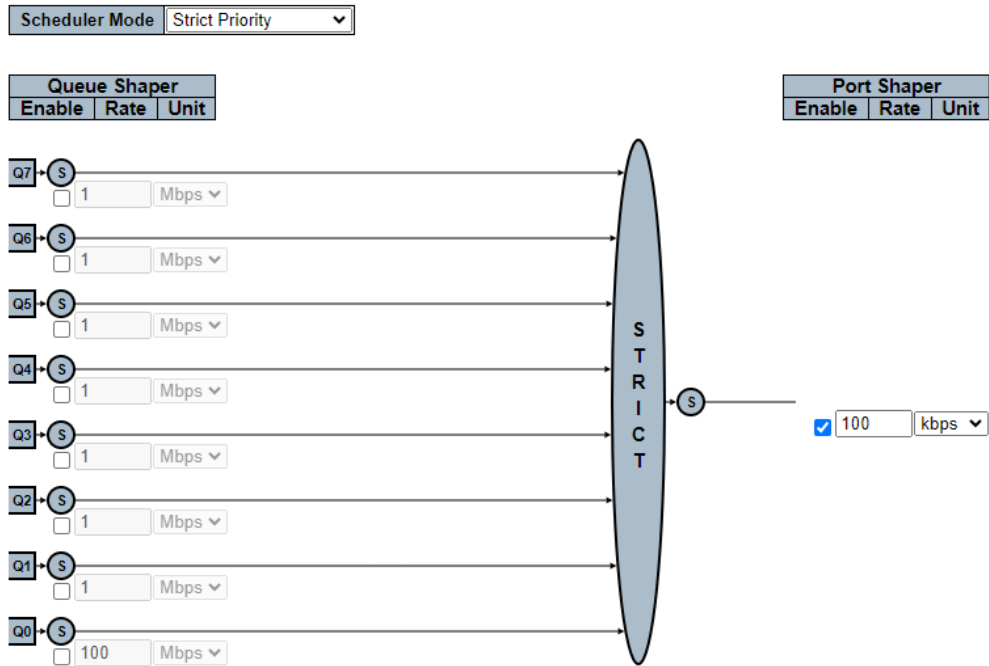 Scheduler Mode Strict Priority
Queue Shaper Port Shaper
Enable Rate Unit Enable Rate Unit
Q7 S
1 Mbps
Q6 S
1 Mbps
Q5 S
1 Mbps
Q4 S
1 Mbps
Q3 S
1 Mbps
Q2 S
1 Mbps
Q1 S
1 Mbps
Q0 S
100 Mbps
S
T
R
I
C
T
S
100 kbps